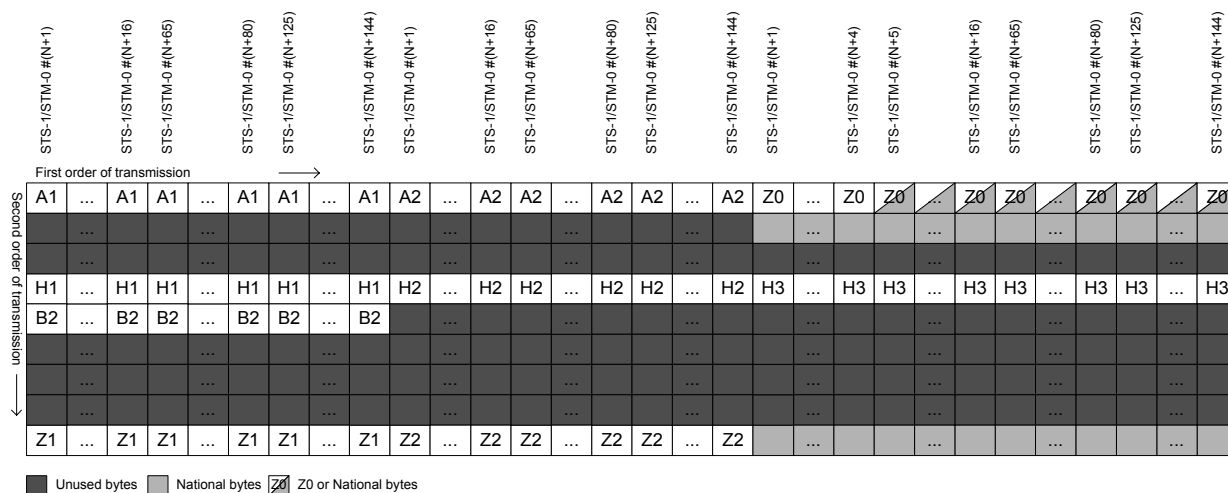 STS-1/STM-0 #(N+1)
STS-1/STM-0 #(N+16)
STS-1/STM-0 #(N+65)
STS-1/STM-0 #(N+80)
STS-1/STM-0 #(N+125)
STS-1/STM-0 #(N+144)
STS-1/STM-0 #(N+1)
STS-1/STM-0 #(N+16)
STS-1/STM-0 #(N+65)
STS-1/STM-0 #(N+80)
STS-1/STM-0 #(N+125)
STS-1/STM-0 #(N+144)
STS-1/STM-0 #(N+1)
STS-1/STM-0 #(N+4)
STS-1/STM-0 #(N+5)
STS-1/STM-0 #(N+16)
STS-1/STM-0 #(N+65)
STS-1/STM-0 #(N+80)
STS-1/STM-0 #(N+125)
STS-1/STM-0 #(N+144)
First order of transmission
Second order of transmission
A1 ... A1 A1 ... A1 A1 ... A1 A2 ... A2 A2 ... A2 A2 ... A2 Z0 ... Z0 Z0 ... Z0 Z0 ... Z0 Z0 ... Z0
... ... ... ... ... ... ... ... ... ...
... ... ... ... ... ... ... ... ... ...
H1 ... H1 H1 ... H1 H1 ... H1 H2 ... H2 H2 ... H2 H2 ... H2 H3 ... H3 H3 ... H3 H3 ... H3 H3 ... H3
B2 ... B2 B2 ... B2 B2 ... B2 ... ... ... ... ... ... ...
... ... ... ... ... ... ... ... ... ...
... ... ... ... ... ... ... ... ... ...
... ... ... ... ... ... ... ... ... ...
Z1 ... Z1 Z1 ... Z1 Z1 ... Z1 Z2 ... Z2 Z2 ... Z2 Z2 ... Z2 ... ... ... ...
Unused bytes National bytes Z0 Z0 or National bytes